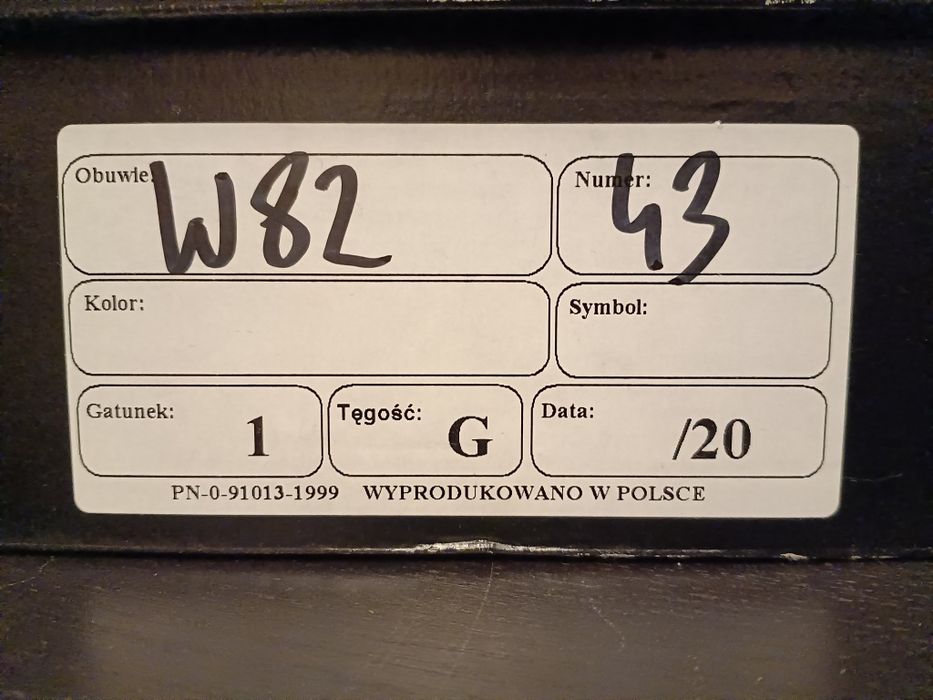 Obuwie: W82 Numer: 43
Kolor: Symbol:
Gatunek: 1 Tęgość: G Data: /20
PN-0-91013-1999 WYPRODUKOWANO W POLSCE